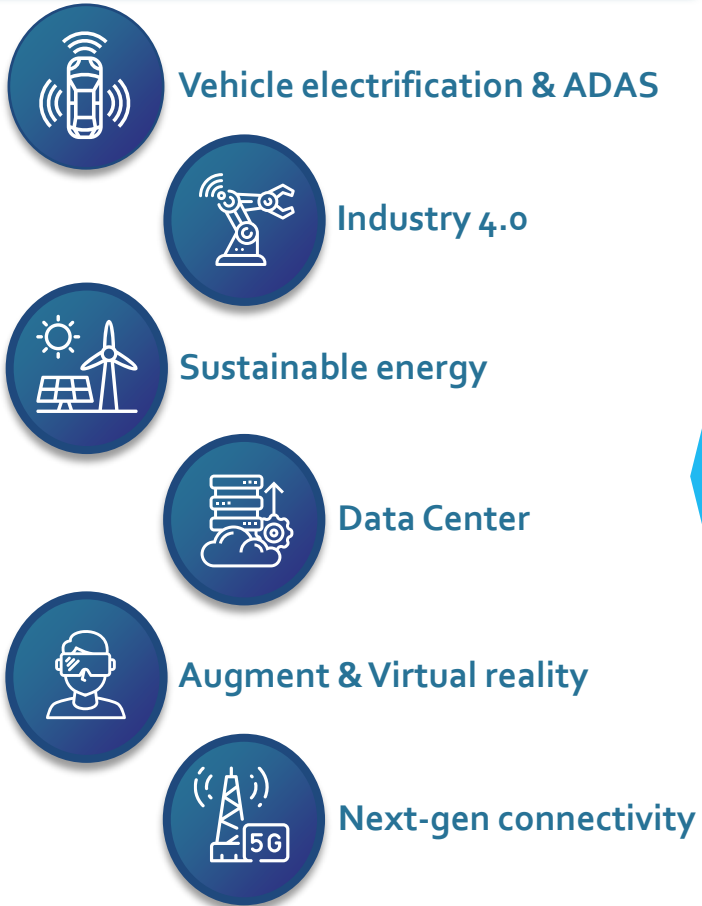 Vehicle electrification & ADAS
Industry 4.0
Sustainable energy
Data Center
Augment & Virtual reality
Next-gen connectivity
5G